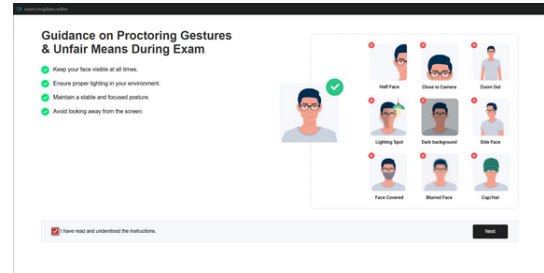 exam.invigilate.online
Guidance on Proctoring Gestures
& Unfair Means During Exam
Keep your face visible at all times.
Ensure proper lighting in your environment.
Maintain a stable and focused posture.
Avoid looking away from the screen.
Half Face
Close to Camera
Zoom Out
Lighting Spot
Dark background
Side Face
Face Covered
Blurred Face
Cap/Hat
I have read and understood the instructions.
Next